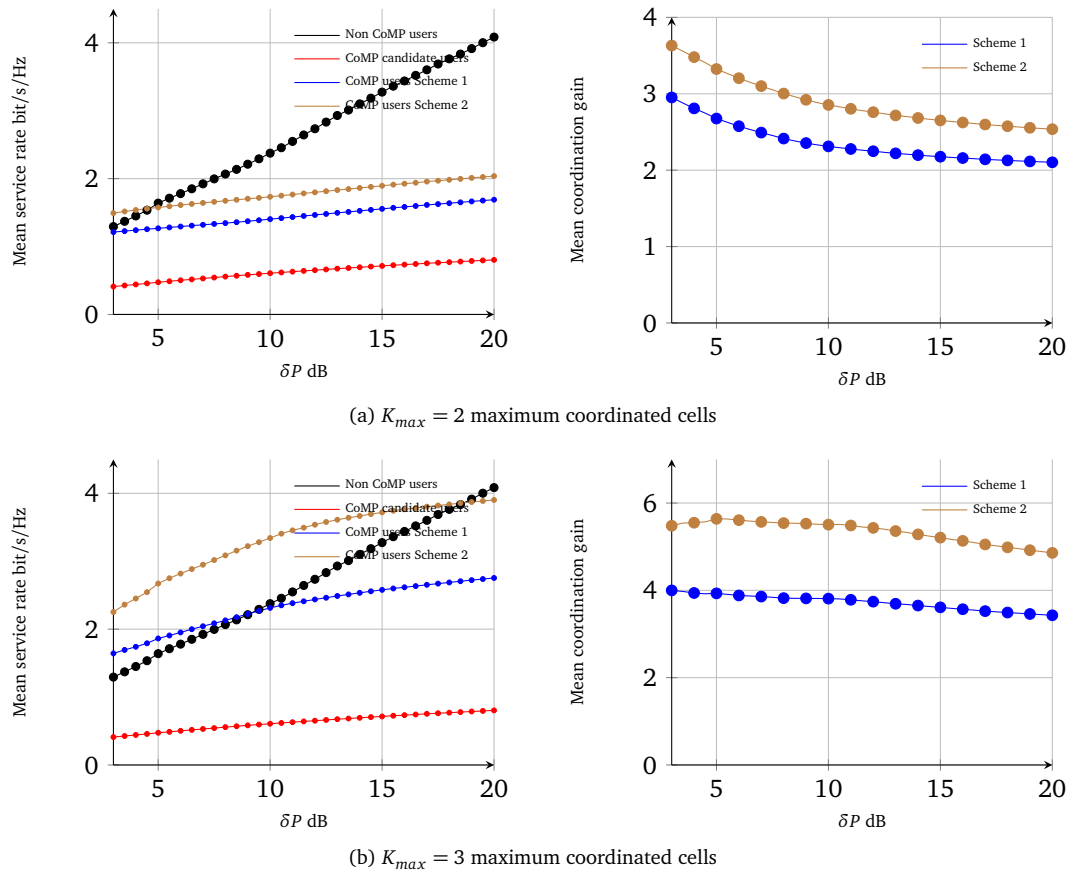 Mean service rate bit/s/Hz
4
2
0
5
10
15
20
δP dB
Non CoMP users
CoMP candidate users
CoMP users Scheme 1
CoMP users Scheme 2
Mean coordination gain
4
3
2
1
0
5
10
15
20
δP dB
Scheme 1
Scheme 2
(a) K_max = 2 maximum coordinated cells
Mean service rate bit/s/Hz
4
2
0
5
10
15
20
δP dB
Non CoMP users
CoMP candidate users
CoMP users Scheme 1
CoMP users Scheme 2
Mean coordination gain
6
4
2
0
5
10
15
20
δP dB
Scheme 1
Scheme 2
(b) K_max = 3 maximum coordinated cells